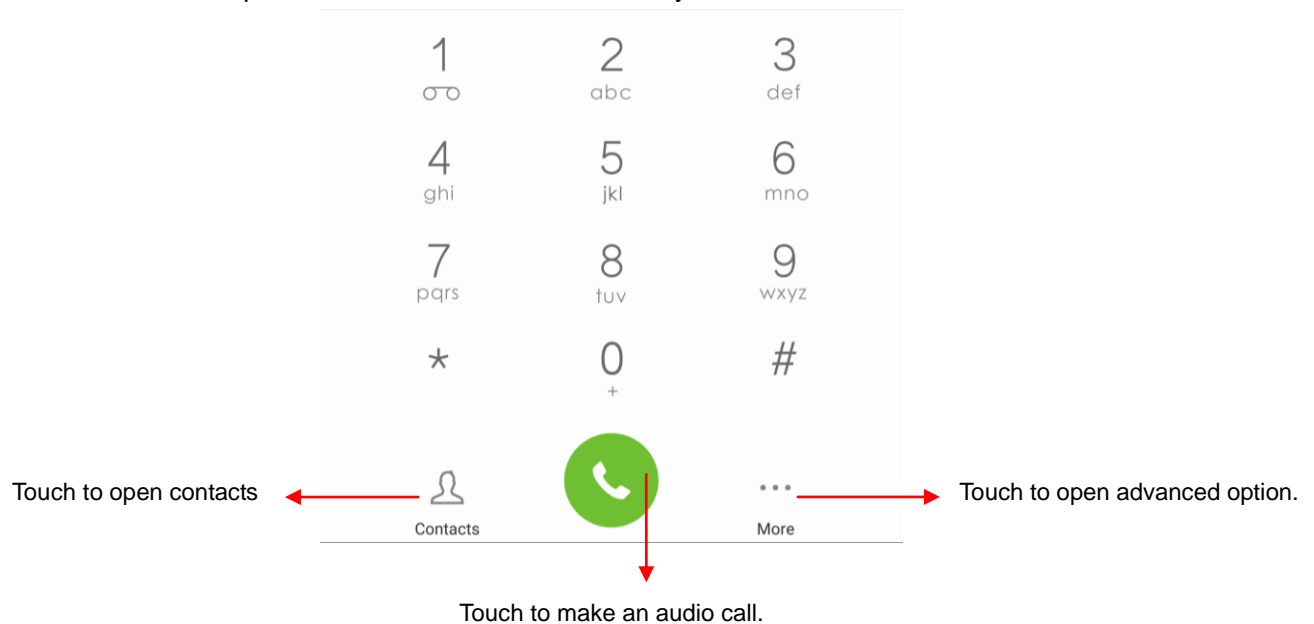 1 2 3
abc def
4 5 6
ghi jkl mno
7 8 9
pqrs tuv wxyz
* 0 #
+
Touch to open contacts
Touch to open advanced option.
Contacts More
Touch to make an audio call.